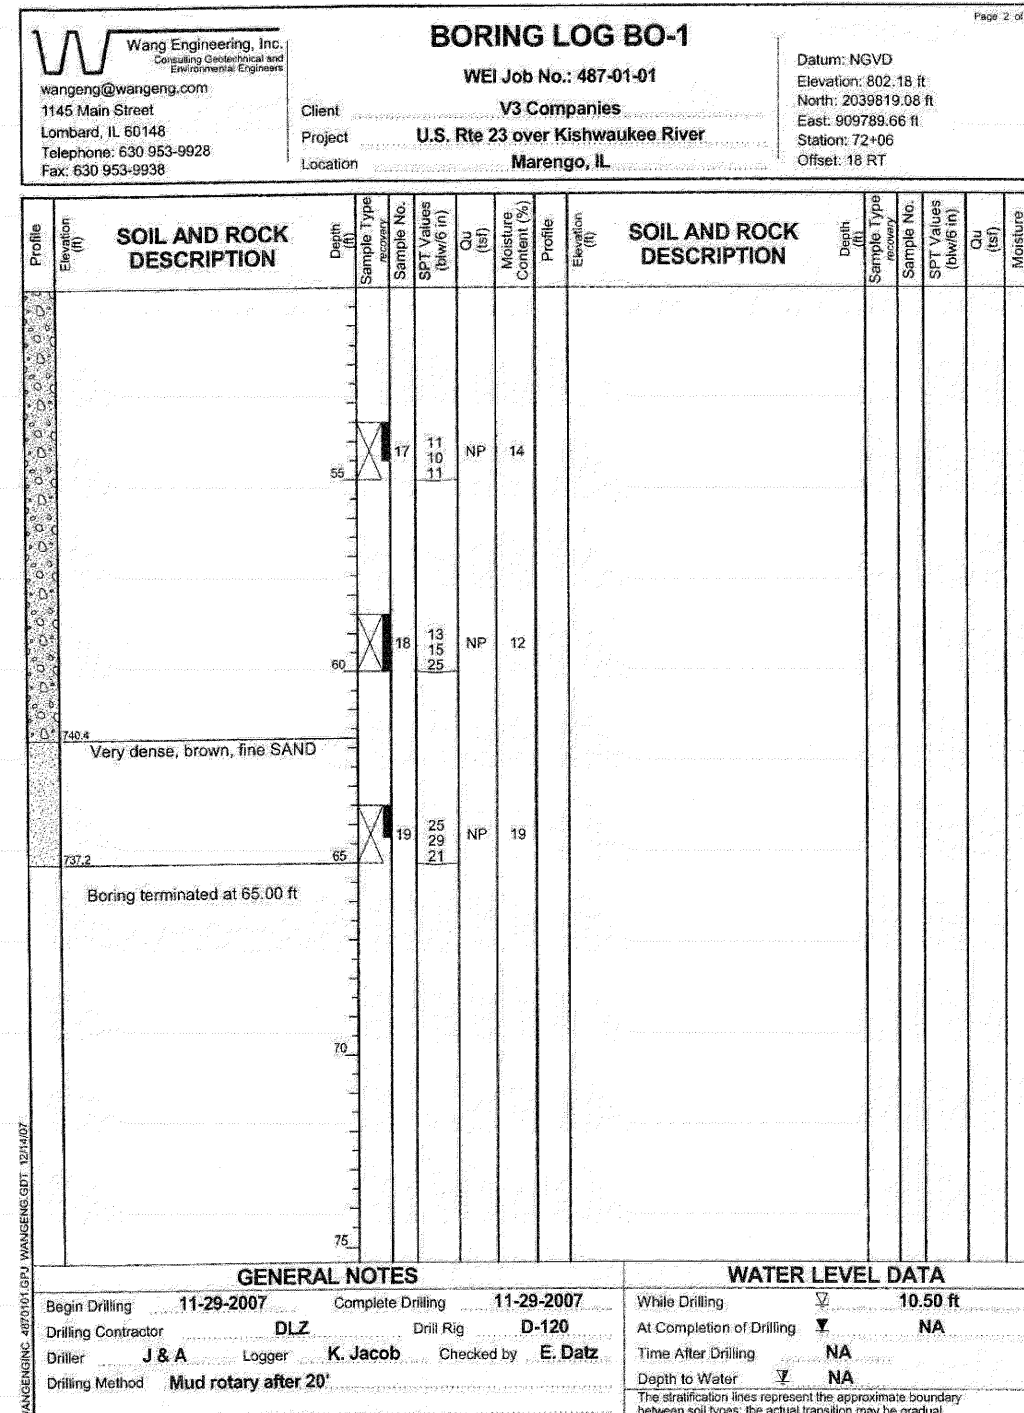 Page 2 of
Wang Engineering, Inc.
Consulting Geotechnical and
Environmental Engineers
wangeng@wangeng.com
1145 Main Street
Lombard, IL 60148
Telephone: 630 953-9928
Fax: 630 953-9938
BORING LOG BO-1
WEI Job No.: 487-01-01
Client V3 Companies
Project U.S. Rte 23 over Kishwaukee River
Location Marengo, IL
Datum: NGVD
Elevation: 802.18 ft
North: 2039819.08 ft
East: 909789.66 ft
Station: 72+06
Offset: 18 RT
Profile
Elevation
(ft)
SOIL AND ROCK
DESCRIPTION
Depth
(ft)
Sample Type
recovery
Sample No.
SPT Values
(blw/6 in)
Qu
(tsf)
Moisture
Content (%)
Profile
Elevation
(ft)
SOIL AND ROCK
DESCRIPTION
Depth
(ft)
Sample Type
recovery
Sample No.
SPT Values
(blw/6 in)
Qu
(tsf)
Moisture
11
17 10 NP 14
55 11
13
18 15 NP 12
60 25
740.4
Very dense, brown, fine SAND
25
19 29 NP 19
737.2 65 21
Boring terminated at 65.00 ft
70
75
WANGENGINC 4870101.GPJ WANGENG.GDT 12/14/07
GENERAL NOTES
Begin Drilling 11-29-2007 Complete Drilling 11-29-2007
Drilling Contractor DLZ Drill Rig D-120
Driller J & A Logger K. Jacob Checked by E. Datz
Drilling Method Mud rotary after 20'
WATER LEVEL DATA
While Drilling 10.50 ft
At Completion of Drilling NA
Time After Drilling NA
Depth to Water NA
The stratification lines represent the approximate boundary
between soil types; the actual transition may be gradual.